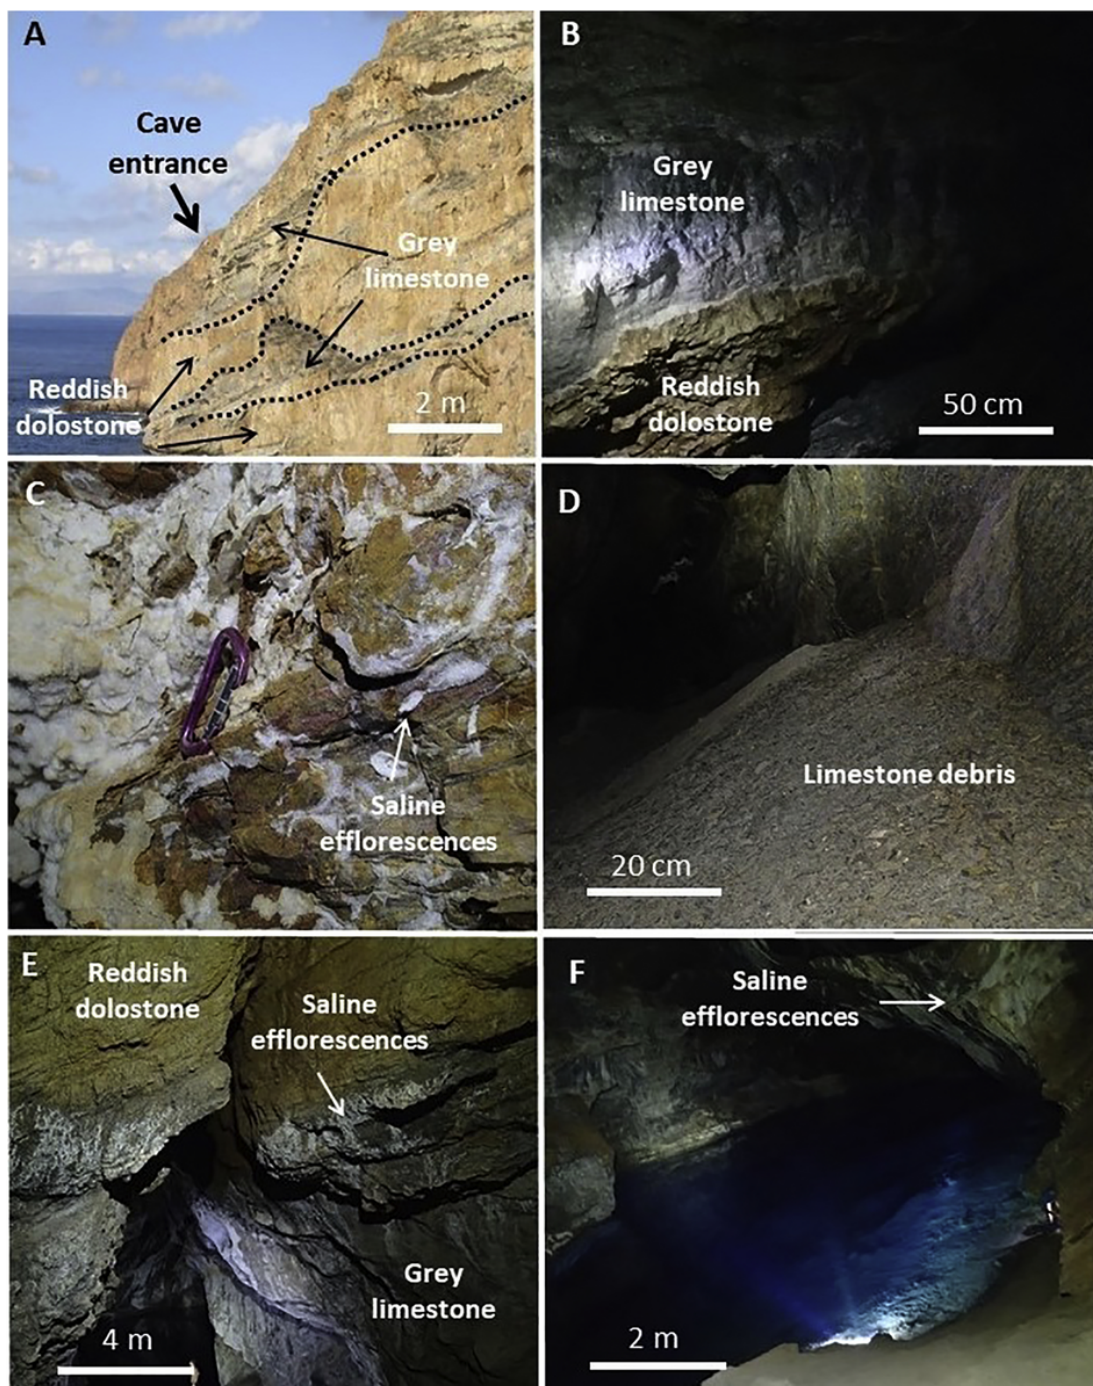 A
Cave
entrance
Grey
limestone
Reddish
dolostone
2 m
B
Grey
limestone
Reddish
dolostone
50 cm
C
Saline
efflorescences
D
Limestone debris
20 cm
E
Reddish
dolostone
Saline
efflorescences
Grey
limestone
4 m
F
Saline
efflorescences
2 m